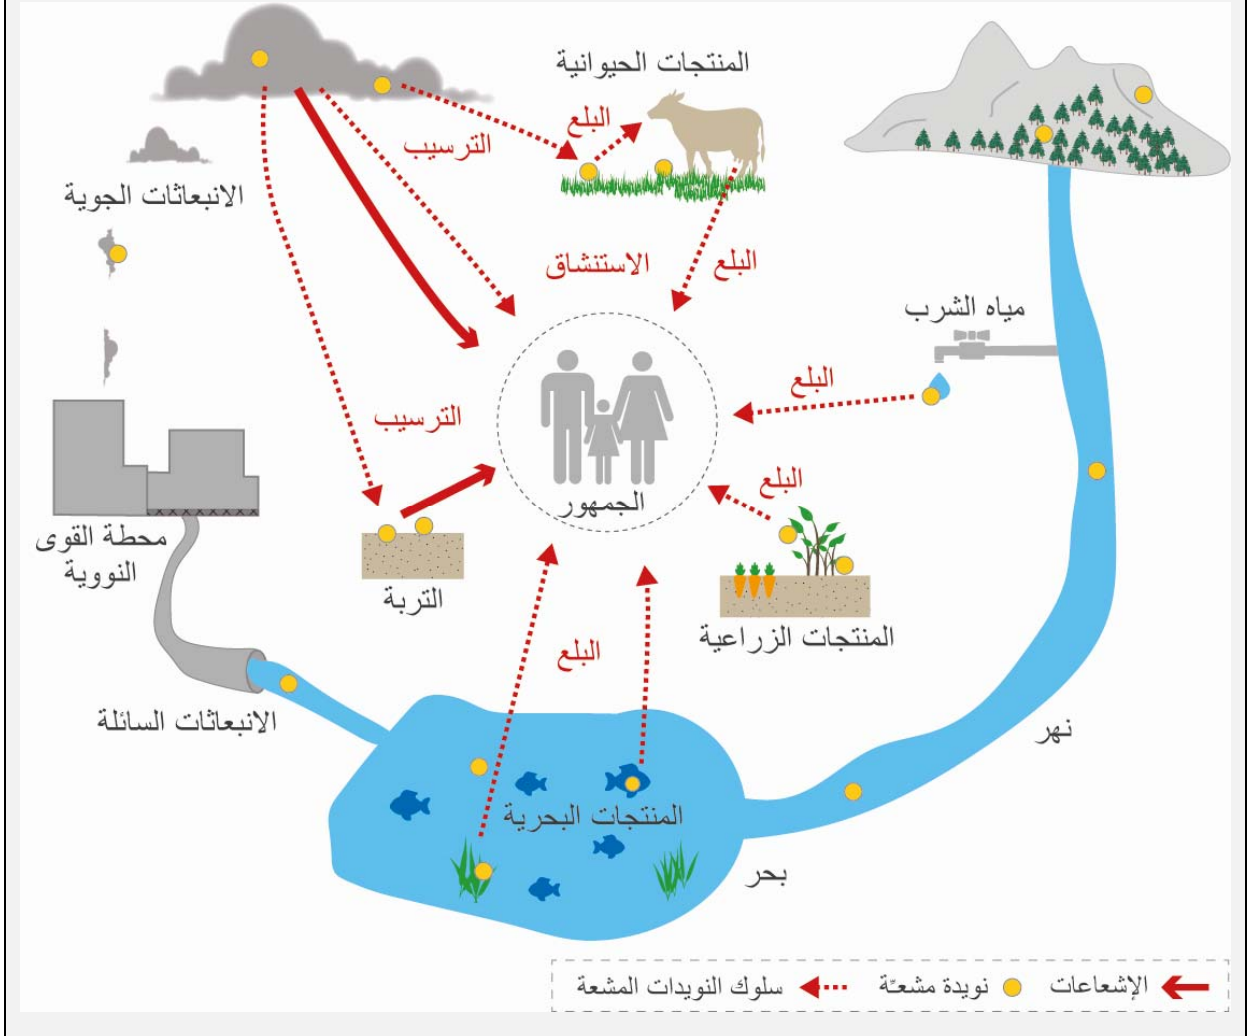 المنتجات الحيوانية
البلع
الترسيب
الانبعاثات الجوية
الاستنشاق
البلع
مياه الشرب
البلع
الترسيب
البلع
الجمهور
محطة القوى
النووية
التربة
المنتجات الزراعية
البلع
الانبعاثات السائلة
نهر
المنتجات البحرية
بحر
الإشعاعات
نويدة مشعّة
سلوك النويدات المشعة